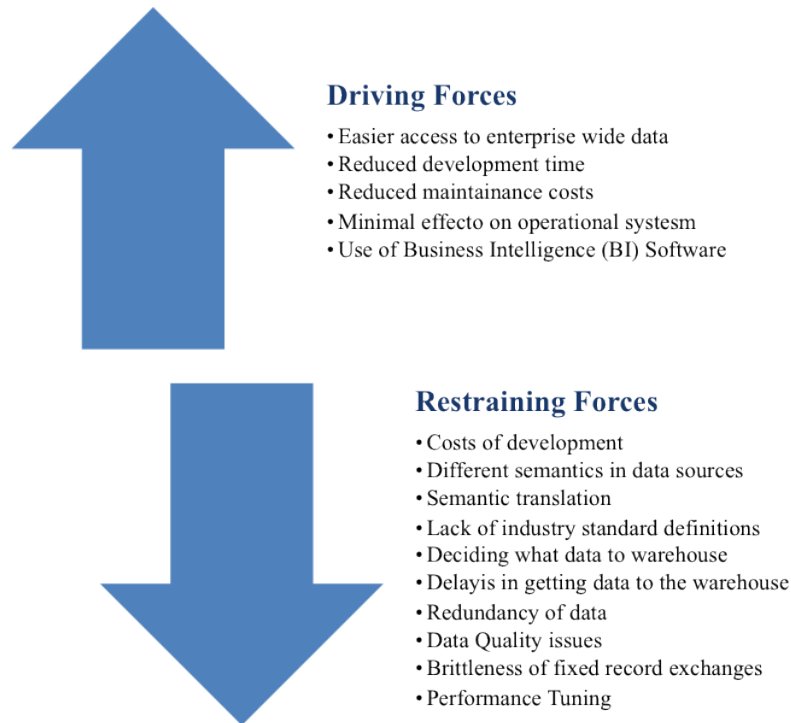 Driving Forces
• Easier access to enterprise wide data
• Reduced development time
• Reduced maintainance costs
• Minimal effecto on operational systesm
• Use of Business Intelligence (BI) Software
Restraining Forces
• Costs of development
• Different semantics in data sources
• Semantic translation
• Lack of industry standard definitions
• Deciding what data to warehouse
• Delayis in getting data to the warehouse
• Redundancy of data
• Data Quality issues
• Brittleness of fixed record exchanges
• Performance Tuning